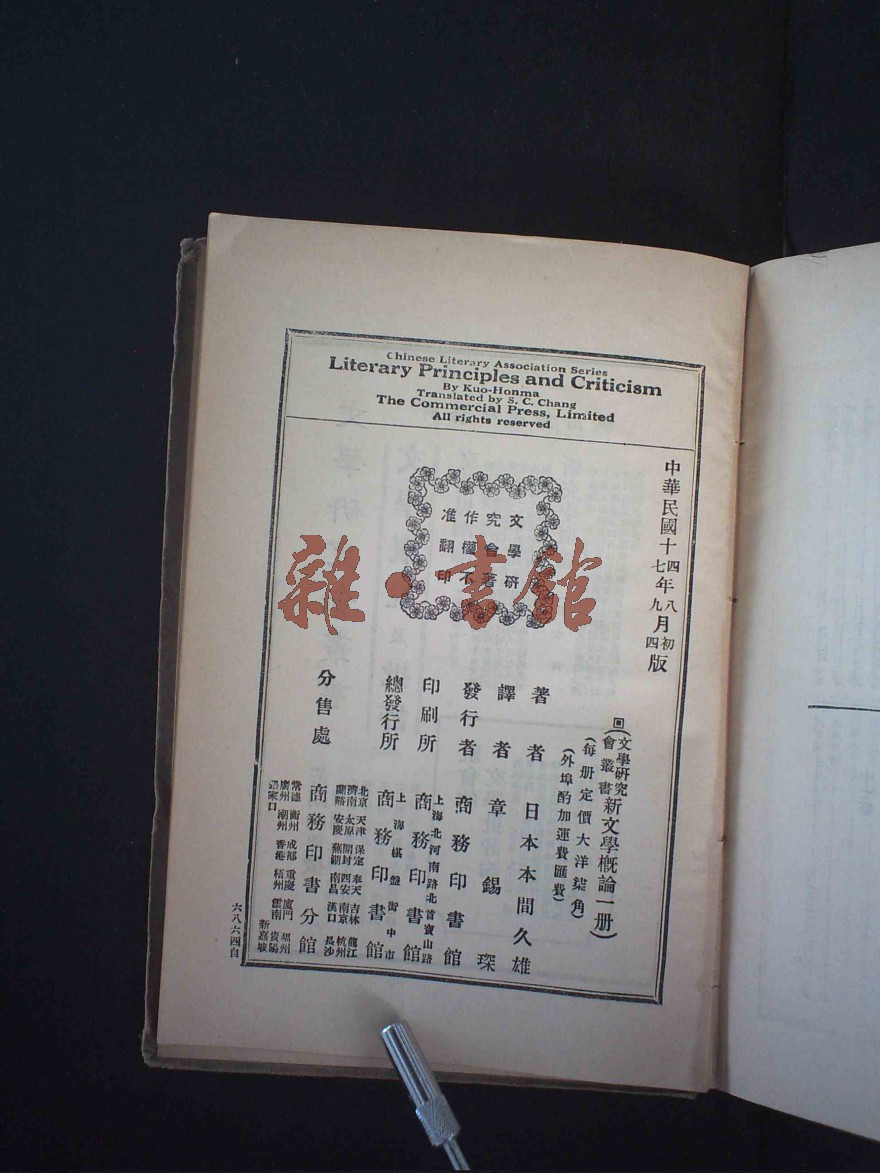 Chinese Literary Association Series
Literary Principles and Criticism
By Kuo-Honma
Translated by S. C. Chang
The Commercial Press, Limited
All rights reserved
中華民國十四年八月初版
十七年九月四版
文學研
究會著
作權不
准翻印
回(文學研究會叢書新文學概論一册)
(每册定價大洋柒角)
(外埠酌加運費匯費)
著者 日本本間久雄
譯者 章錫琛
發行者 商務印書館
印刷所 上海北河南路北首寶山路 商務印書館
總發行所 上海棋盤街中市 商務印書館
分售處 商務印書分館
北京 天津 保定 奉天 吉林 龍江
濟南 太原 開封 西安 南京 杭州
蘭谿 安慶 蕪湖 南昌 漢口 長沙
常德 衡州 成都 重慶 廈門 福州
廣州 潮州 香港 梧州 雲南 貴陽
張家口 新嘉坡
六八六四自
雜·書館